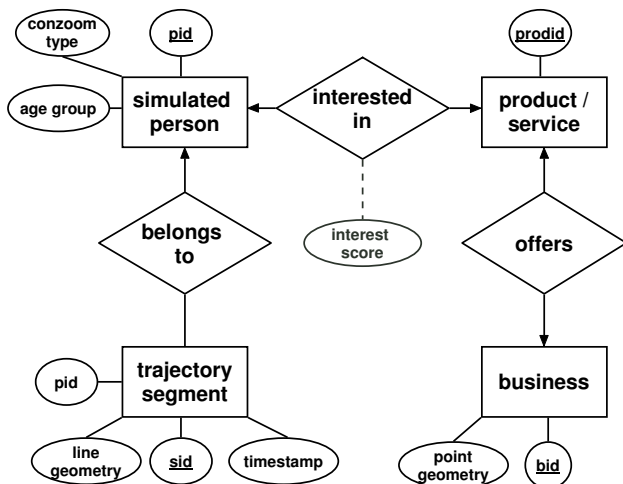 conzoom
type
pid
prodid
age group
simulated
person
interested
in
product /
service
belongs
to
interest
score
offers
pid
trajectory
segment
business
line
geometry
sid
timestamp
point
geometry
bid